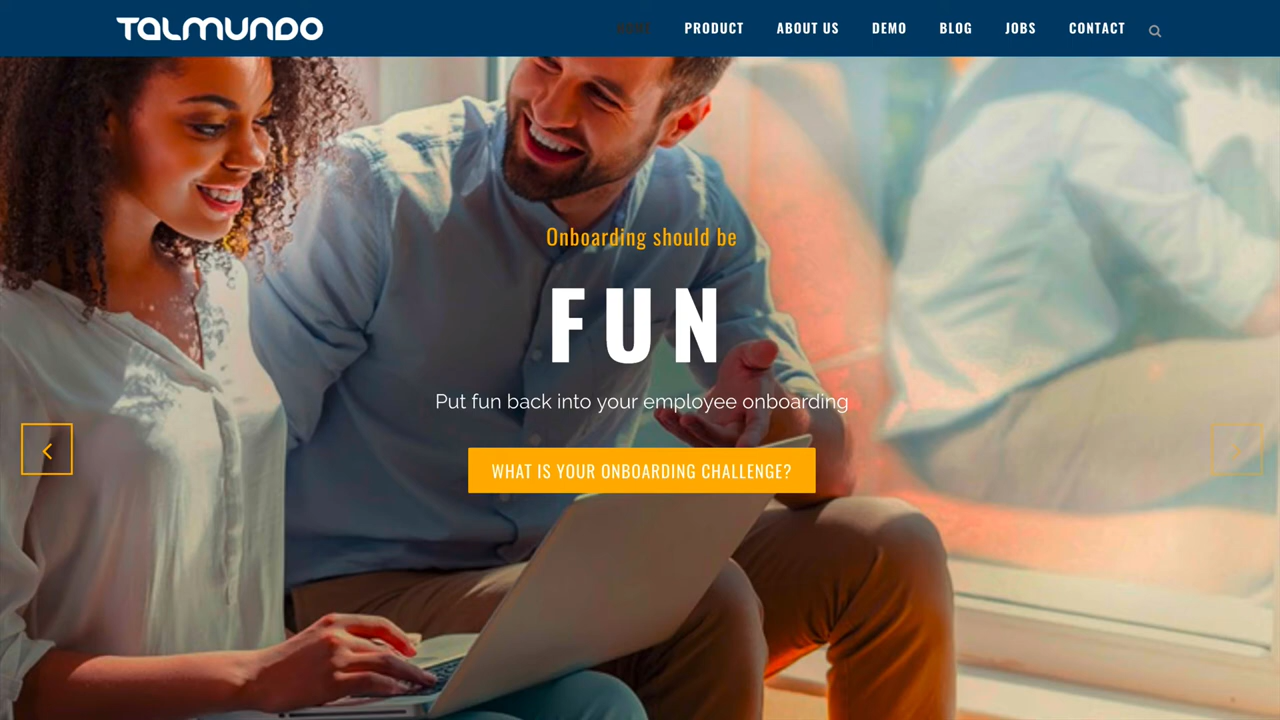 TALMUNDO
HOME PRODUCT ABOUT US DEMO BLOG JOBS CONTACT
Onboarding should be
FUN
Put fun back into your employee onboarding
WHAT IS YOUR ONBOARDING CHALLENGE?